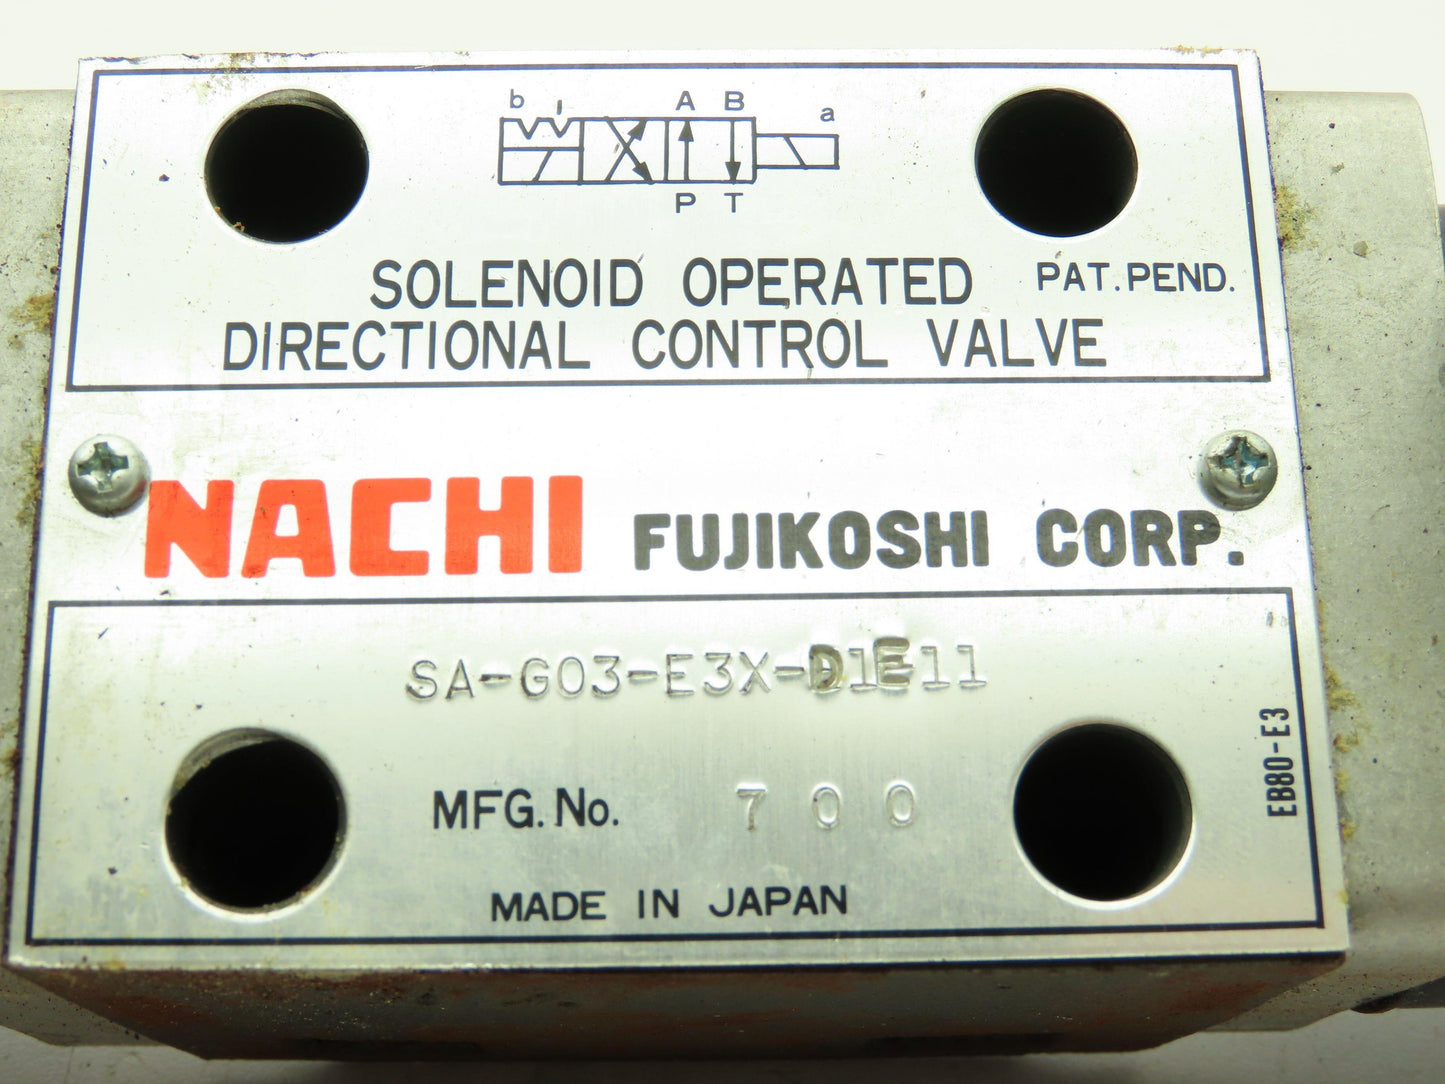 b A B a
P T
SOLENOID OPERATED PAT. PEND.
DIRECTIONAL CONTROL VALVE
NACHI FUJIKOSHI CORP.
SA-G03-E3X-D1E11
MFG. No. 700
MADE IN JAPAN
EB80-E3